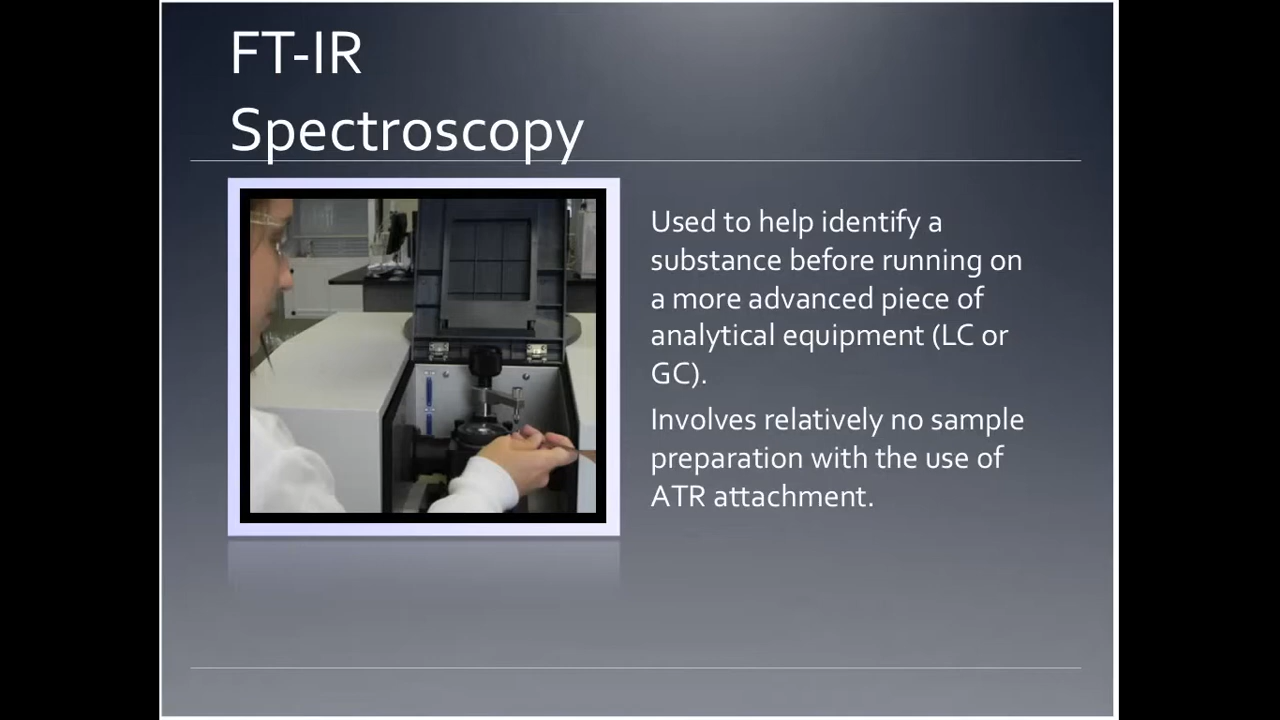 FT-IR
Spectroscopy
Used to help identify a
substance before running on
a more advanced piece of
analytical equipment (LC or
GC).
Involves relatively no sample
preparation with the use of
ATR attachment.